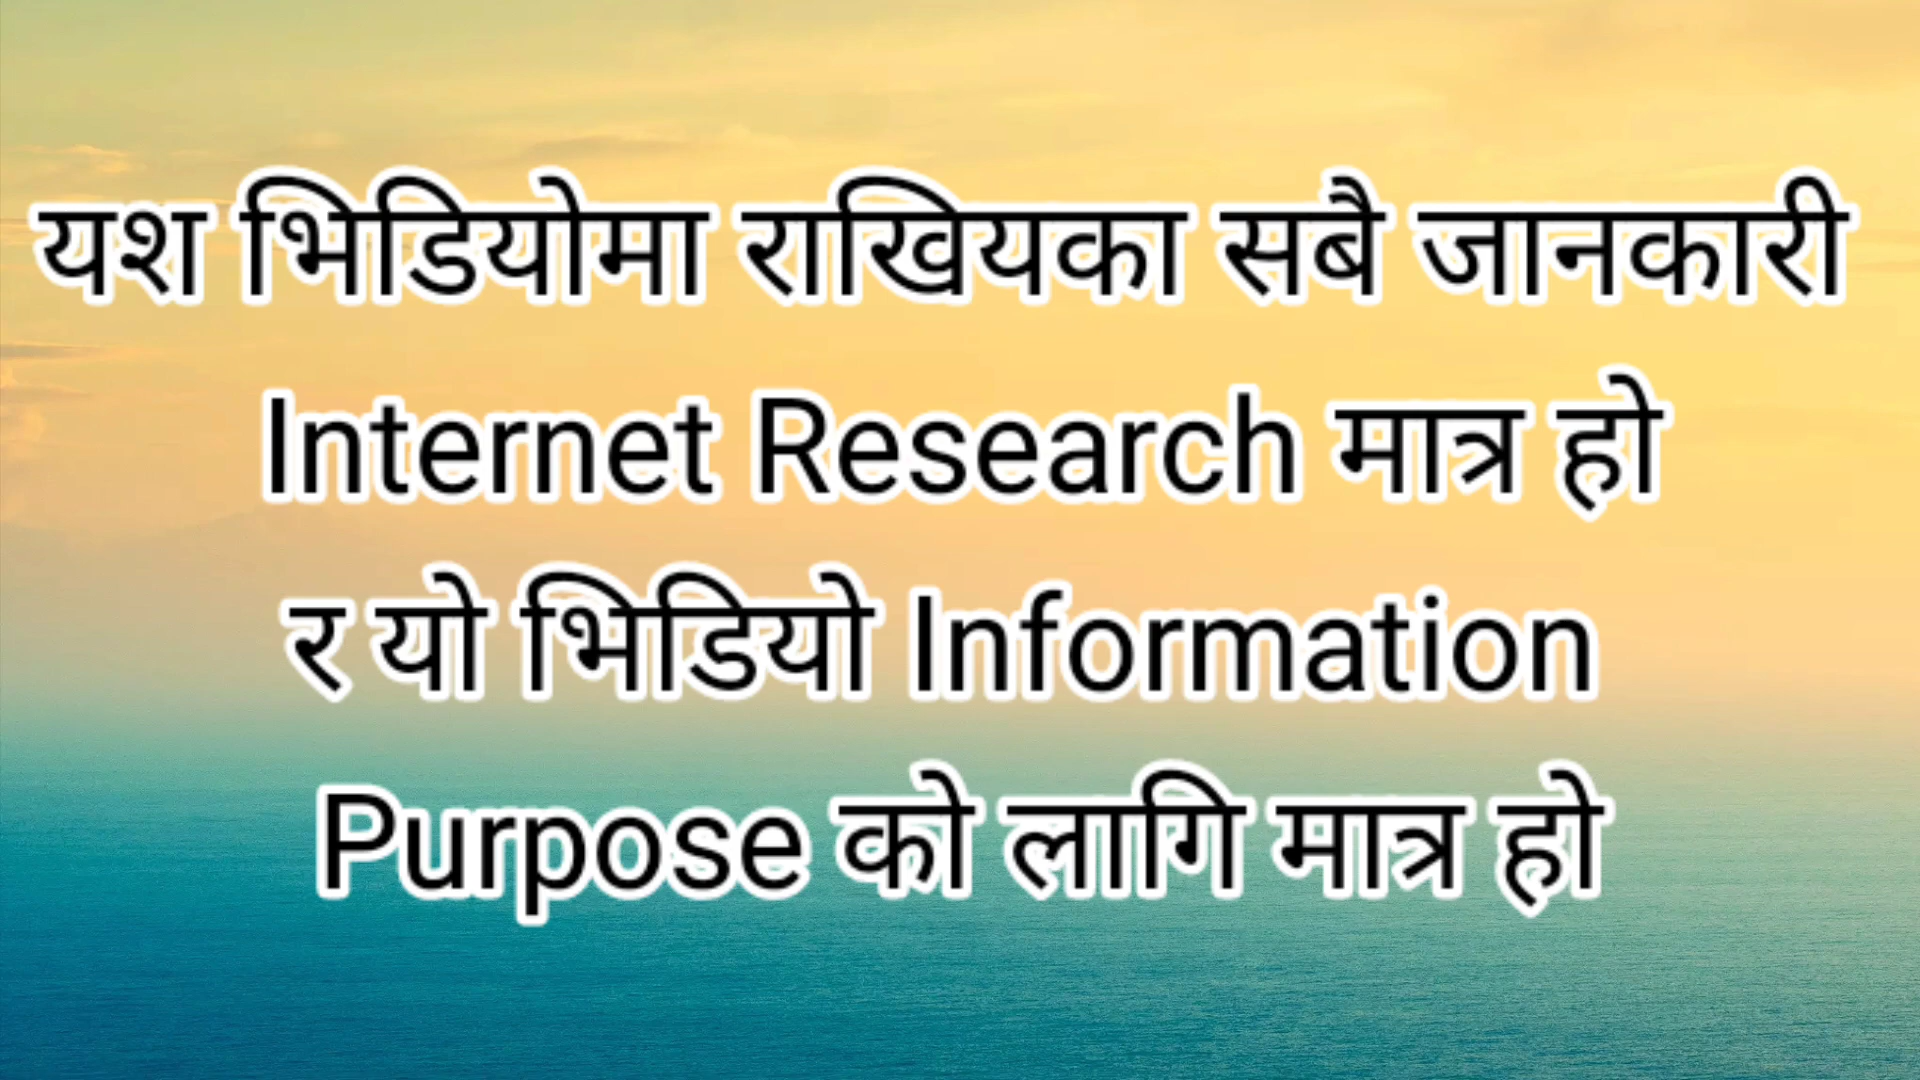 यश भिडियोमा राखियका सबै जानकारी
Internet Research मात्र हो
र यो भिडियो Information
Purpose को लागि मात्र हो